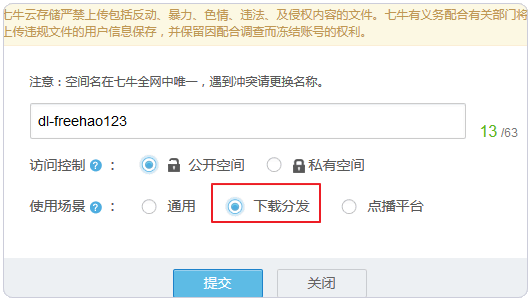 七牛云存储严禁上传包括反动、暴力、色情、违法、及侵权内容的文件。七牛有义务配合有关部门将
上传违规文件的用户信息保存，并保留因配合调查而冻结账号的权利。
注意：空间名在七牛全网中唯一，遇到冲突请更换名称。
dl-freehao123
13 /63
访问控制 ? ： 公开空间 私有空间
使用场景 ? ： 通用 下载分发 点播平台
提交 关闭